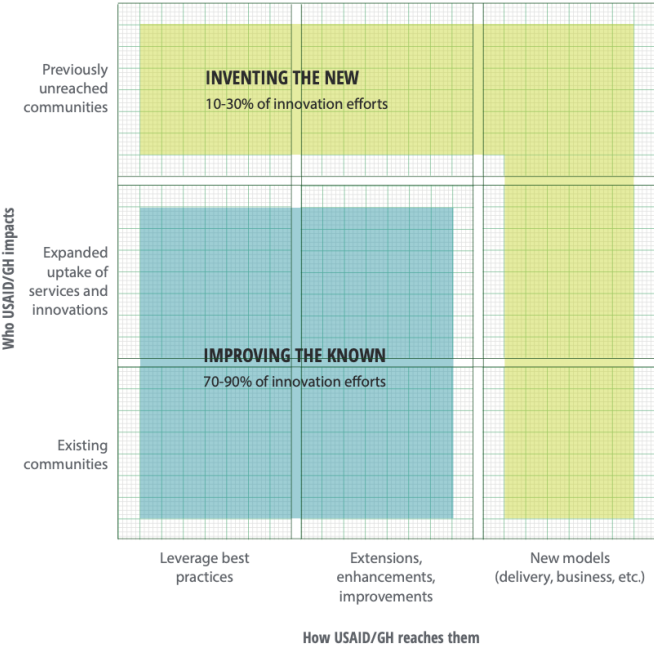 INVENTING THE NEW
10-30% of innovation efforts
Previously
unreached
communities
Who USAID/GH impacts
Expanded
uptake of
services and
innovations
IMPROVING THE KNOWN
70-90% of innovation efforts
Existing
communities
Leverage best
practices
Extensions,
enhancements,
improvements
New models
(delivery, business, etc.)
How USAID/GH reaches them